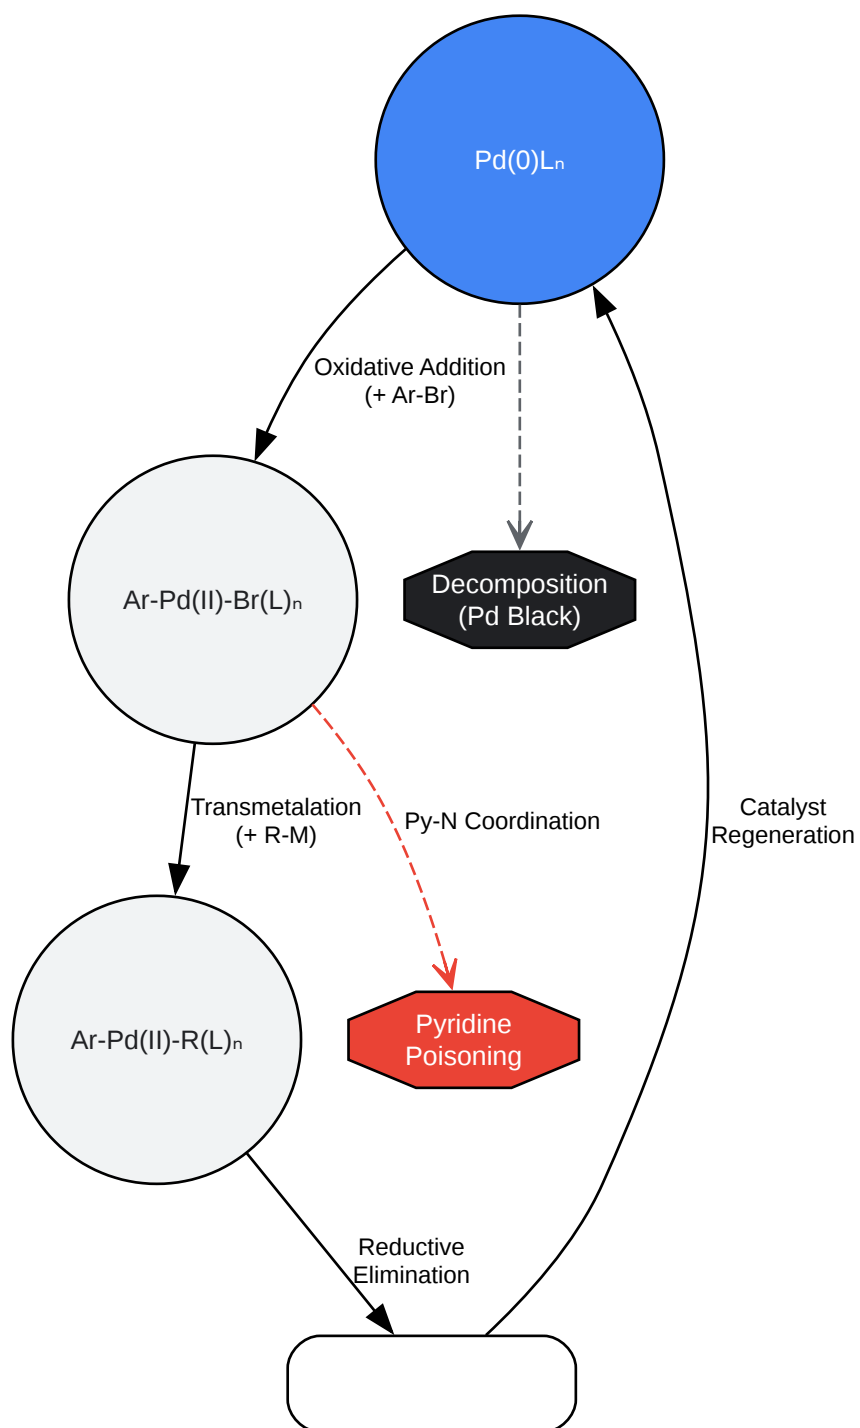 Pd(0)Lₙ
Oxidative Addition
(+ Ar-Br)
Decomposition
(Pd Black)
Ar-Pd(II)-Br(L)ₙ
Transmetalation
(+ R-M)
Py-N Coordination
Catalyst
Regeneration
Pyridine
Poisoning
Ar-Pd(II)-R(L)ₙ
Reductive
Elimination